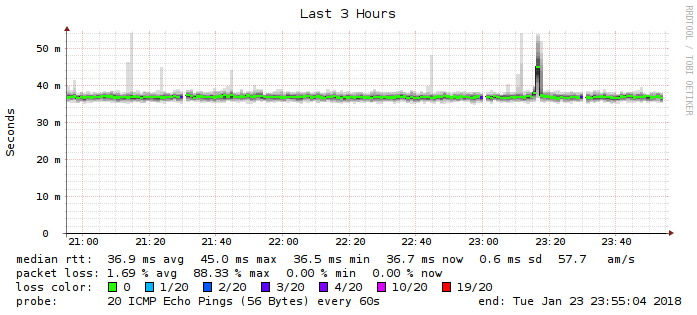 Last 3 Hours
RRDTOOL / TOBI OETIKER
Seconds
50 m
40 m
30 m
20 m
10 m
0
21:00 21:20 21:40 22:00 22:20 22:40 23:00 23:20 23:40
median rtt: 36.9 ms avg 45.0 ms max 36.5 ms min 36.7 ms now 0.6 ms sd 57.7 am/s
packet loss: 1.69 % avg 88.33 % max 0.00 % min 0.00 % now
loss color: 0 1/20 2/20 3/20 4/20 10/20 19/20
probe: 20 ICMP Echo Pings (56 Bytes) every 60s end: Tue Jan 23 23:55:04 2018